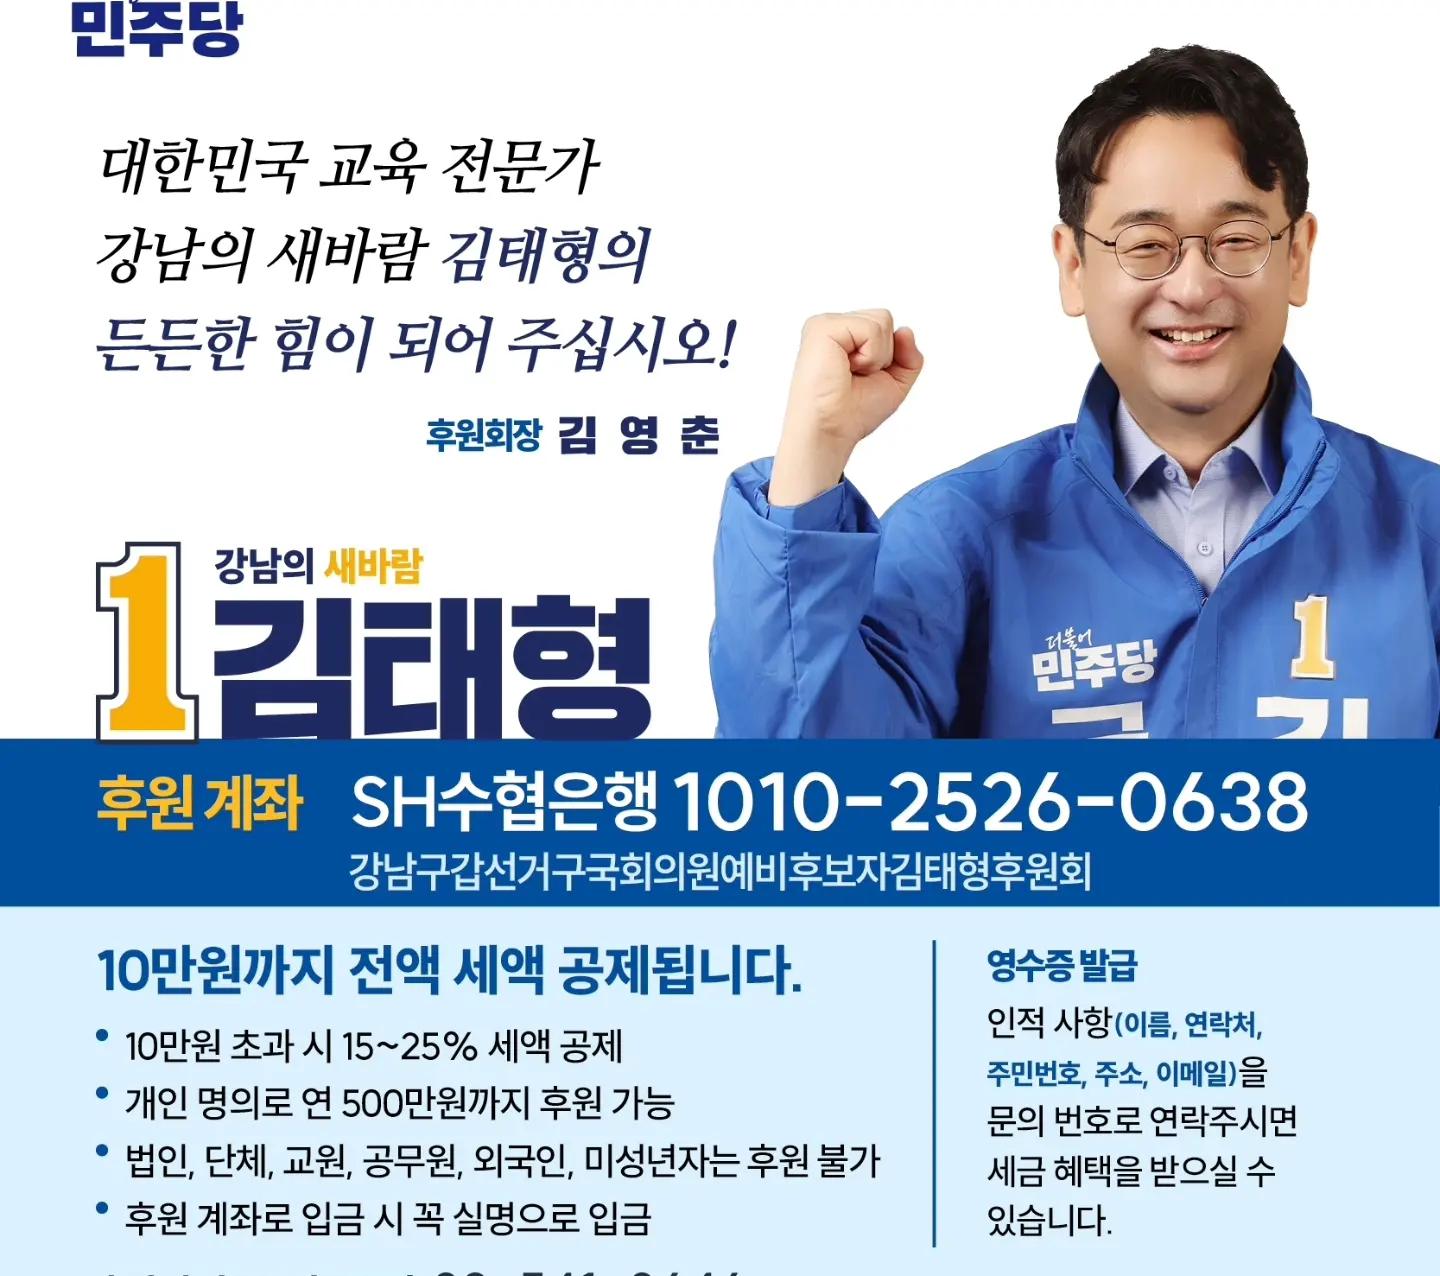 민주당
대한민국 교육 전문가
강남의 새바람 김태형의
든든한 힘이 되어 주십시오!
후원회장 김 영 춘
1 강남의 새바람
김태형
더불어
민주당
1
후원 계좌 SH수협은행 1010-2526-0638
강남구갑선거구국회의원예비후보자김태형후원회
10만원까지 전액 세액 공제됩니다.
• 10만원 초과 시 15~25% 세액 공제
• 개인 명의로 연 500만원까지 후원 가능
• 법인, 단체, 교원, 공무원, 외국인, 미성년자는 후원 불가
• 후원 계좌로 입금 시 꼭 실명으로 입금
영수증 발급
인적 사항(이름, 연락처,
주민번호, 주소, 이메일)을
문의 번호로 연락주시면
세금 혜택을 받으실 수
있습니다.